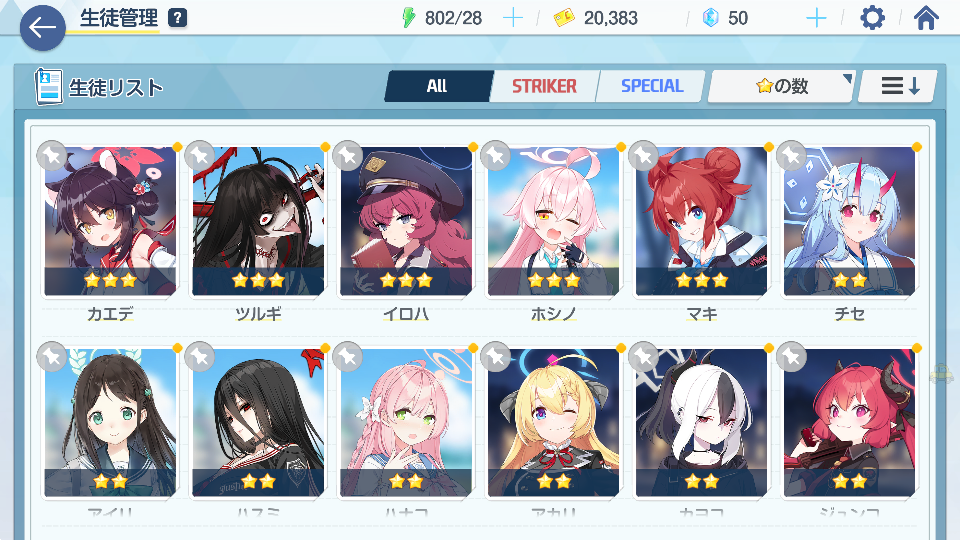 生徒管理 ? 802/28 20,383 50
生徒リスト All STRIKER SPECIAL の数
カエデ ツルギ イロハ ホシノ マキ チセ
アイリ ハスミ ハナコ アカリ カヨコ ジュンコ